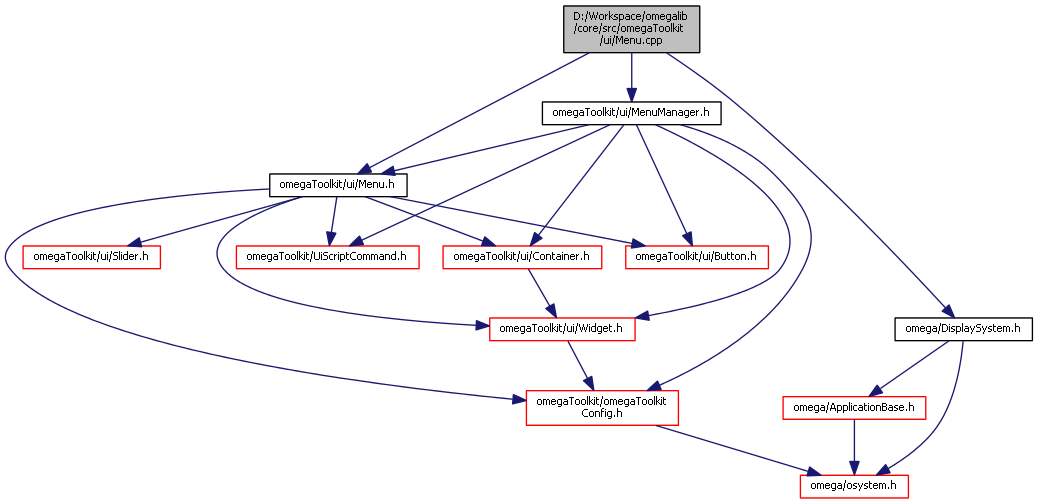 D:/Workspace/omegalib
/core/src/omegaToolkit
/ui/Menu.cpp
omegaToolkit/ui/MenuManager.h
omegaToolkit/ui/Menu.h
omegaToolkit/ui/Slider.h
omegaToolkit/UiScriptCommand.h
omegaToolkit/ui/Container.h
omegaToolkit/ui/Button.h
omegaToolkit/ui/Widget.h
omega/DisplaySystem.h
omegaToolkit/omegaToolkit
Config.h
omega/ApplicationBase.h
omega/osystem.h